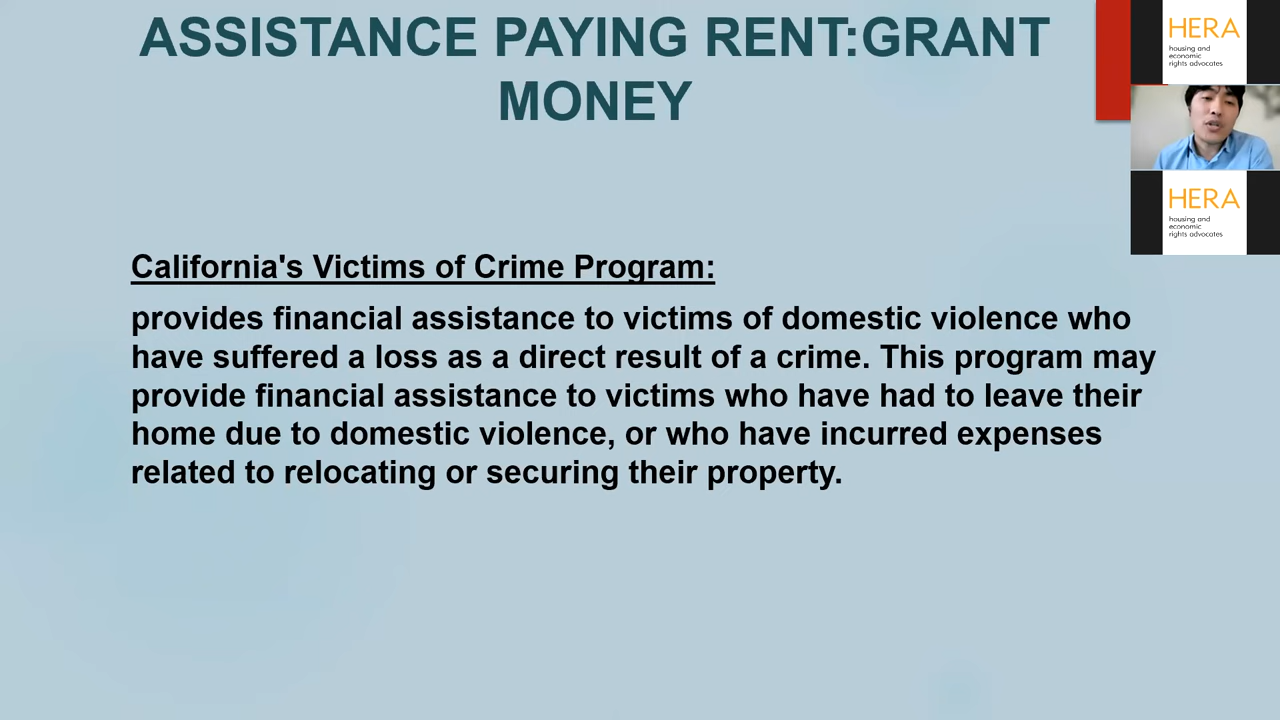 ASSISTANCE PAYING RENT:GRANT
MONEY
HERA
housing and
economic
rights advocates
HERA
housing and
economic
rights advocates
California's Victims of Crime Program:
provides financial assistance to victims of domestic violence who
have suffered a loss as a direct result of a crime. This program may
provide financial assistance to victims who have had to leave their
home due to domestic violence, or who have incurred expenses
related to relocating or securing their property.